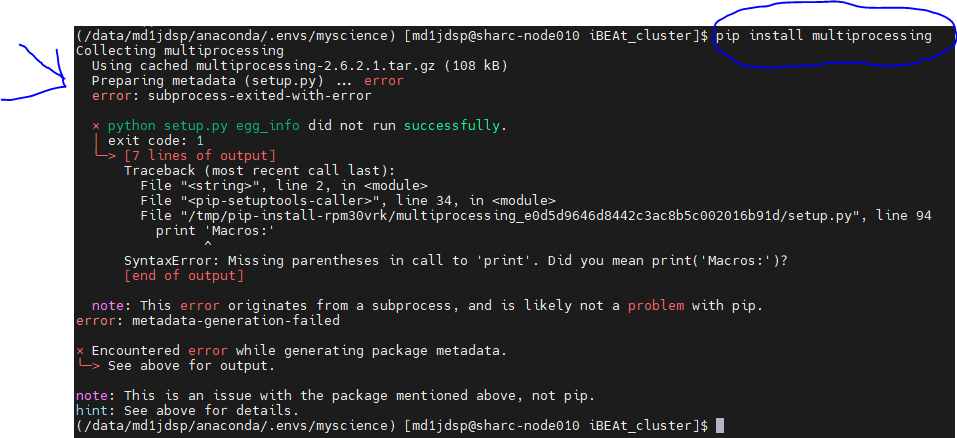 (/data/md1jdsp/anaconda/.envs/myscience) [md1jdsp@sharc-node010 iBEAt_cluster]$ pip install multiprocessing
Collecting multiprocessing
  Using cached multiprocessing-2.6.2.1.tar.gz (108 kB)
  Preparing metadata (setup.py) ... error
  error: subprocess-exited-with-error

  × python setup.py egg_info did not run successfully.
  │ exit code: 1
  ╰─> [7 lines of output]
      Traceback (most recent call last):
        File "<string>", line 2, in <module>
        File "<pip-setuptools-caller>", line 34, in <module>
        File "/tmp/pip-install-rpm30vrk/multiprocessing_e0d5d9646d8442c3ac8b5c002016b91d/setup.py", line 94
          print 'Macros:'
                ^
      SyntaxError: Missing parentheses in call to 'print'. Did you mean print('Macros:')?
      [end of output]

  note: This error originates from a subprocess, and is likely not a problem with pip.
error: metadata-generation-failed

× Encountered error while generating package metadata.
╰─> See above for output.

note: This is an issue with the package mentioned above, not pip.
hint: See above for details.
(/data/md1jdsp/anaconda/.envs/myscience) [md1jdsp@sharc-node010 iBEAt_cluster]$